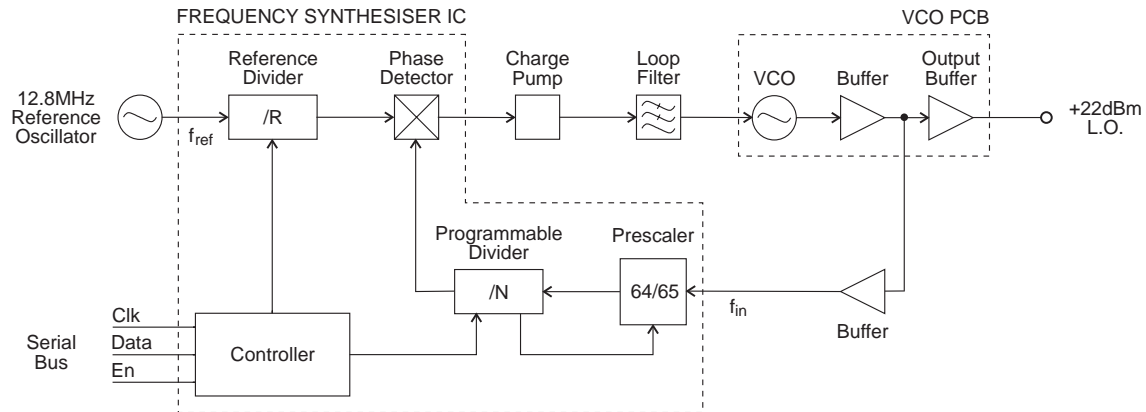 FREQUENCY SYNTHESISER IC
VCO PCB
Reference
Divider
Phase
Detector
Charge
Pump
Loop
Filter
VCO
Buffer
Output
Buffer
12.8MHz
Reference
Oscillator
fref
/R
+22dBm
L.O.
Programmable
Divider
Prescaler
/N
64/65
fin
Buffer
Serial
Bus
Clk
Data
En
Controller